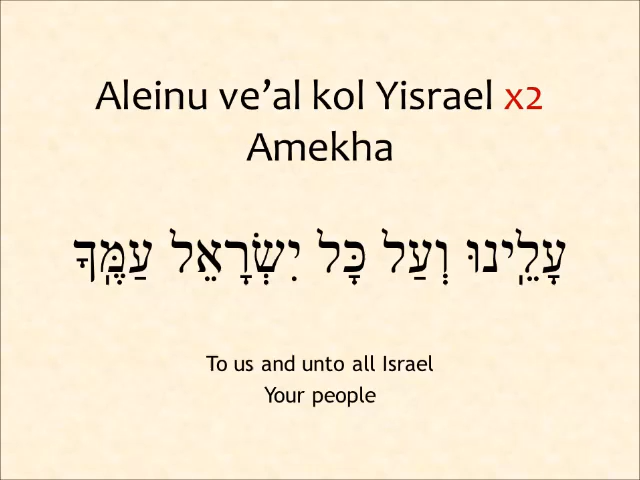 Aleinu ve’al kol Yisrael x2
Amekha
עָלֵֽינוּ וְעַל כָּל יִשְׂרָאֵל עַמֶּֽךָ
To us and unto all Israel
Your people